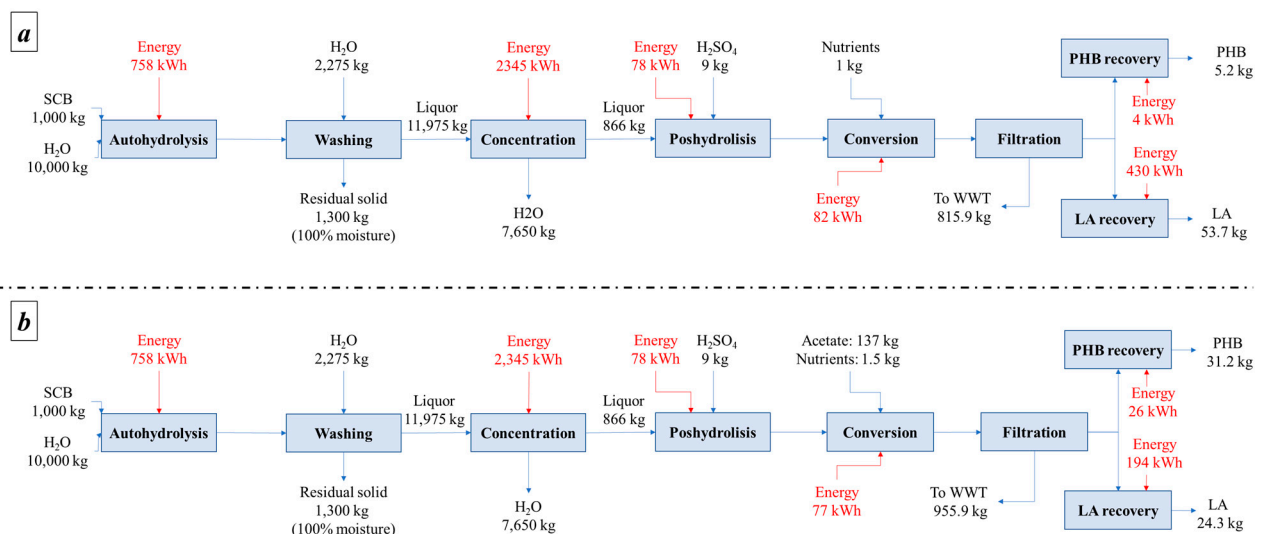 a
Energy
758 kWh
H₂O
2,275 kg
Energy
2345 kWh
Energy
78 kWh
H₂SO₄
9 kg
Nutrients
1 kg
PHB recovery
PHB
5.2 kg
SCB
1,000 kg
H₂O
10,000 kg
Autohydrolysis
Washing
Liquor
11,975 kg
Concentration
Liquor
866 kg
Poshydrolisis
Conversion
Filtration
Energy
4 kWh
Energy
430 kWh
Residual solid
1,300 kg
(100% moisture)
H2O
7,650 kg
Energy
82 kWh
To WWT
815.9 kg
LA recovery
LA
53.7 kg
b
Energy
758 kWh
H₂O
2,275 kg
Energy
2,345 kWh
Energy
78 kWh
H₂SO₄
9 kg
Acetate: 137 kg
Nutrients: 1.5 kg
PHB recovery
PHB
31.2 kg
SCB
1,000 kg
H₂O
10,000 kg
Autohydrolysis
Washing
Liquor
11,975 kg
Concentration
Liquor
866 kg
Poshydrolisis
Conversion
Filtration
Energy
26 kWh
Energy
194 kWh
Residual solid
1,300 kg
(100% moisture)
H₂O
7,650 kg
Energy
77 kWh
To WWT
955.9 kg
LA recovery
LA
24.3 kg